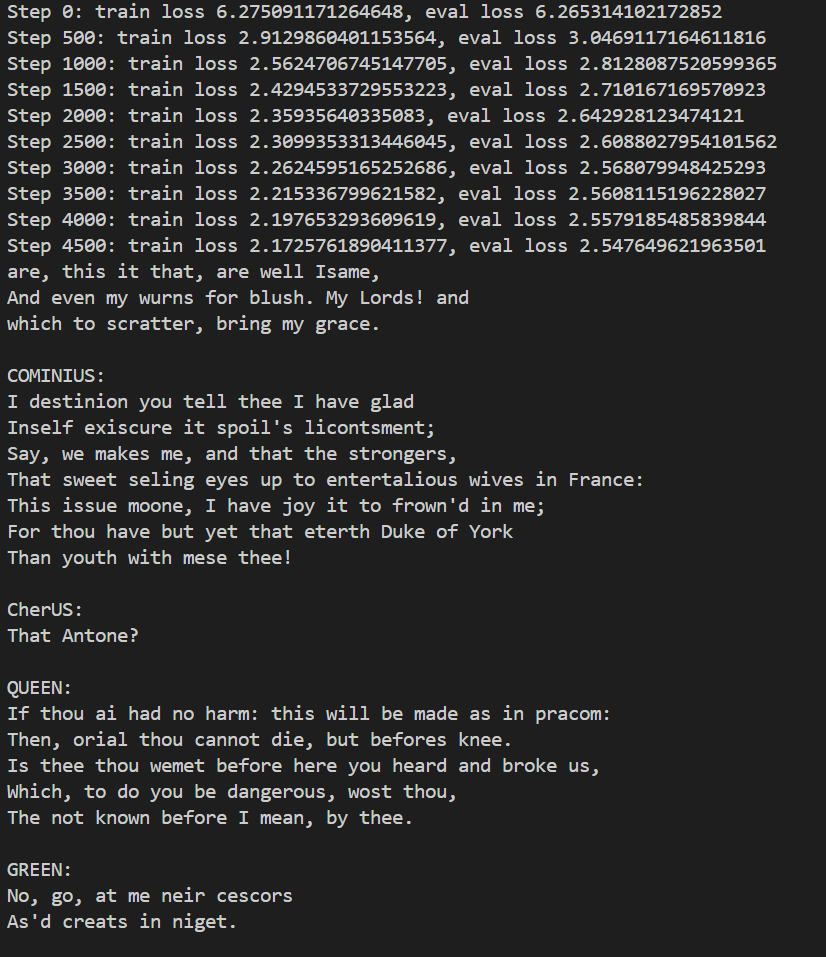 Step 0: train loss 6.275091171264648, eval loss 6.265314102172852
Step 500: train loss 2.9129860401153564, eval loss 3.0469117164611816
Step 1000: train loss 2.5624706745147705, eval loss 2.8128087520599365
Step 1500: train loss 2.4294533729553223, eval loss 2.710167169570923
Step 2000: train loss 2.35935640335083, eval loss 2.642928123474121
Step 2500: train loss 2.3099353313446045, eval loss 2.6088027954101562
Step 3000: train loss 2.2624595165252686, eval loss 2.568079948425293
Step 3500: train loss 2.215336799621582, eval loss 2.5608115196228027
Step 4000: train loss 2.197653293609619, eval loss 2.5579185485839844
Step 4500: train loss 2.1725761890411377, eval loss 2.547649621963501
are, this it that, are well Isame,
And even my wurns for blush. My Lords! and
which to scratter, bring my grace.

COMINIUS:
I destinion you tell thee I have glad
Inself exiscure it spoil's licontsment;
Say, we makes me, and that the strongers,
That sweet seling eyes up to entertalious wives in France:
This issue moone, I have joy it to frown'd in me;
For thou have but yet that eterth Duke of York
Than youth with mese thee!

CherUS:
That Antone?

QUEEN:
If thou ai had no harm: this will be made as in pracom:
Then, orial thou cannot die, but befores knee.
Is thee thou wemet before here you heard and broke us,
Which, to do you be dangerous, wost thou,
The not known before I mean, by thee.

GREEN:
No, go, at me neir cescors
As'd creats in niget.